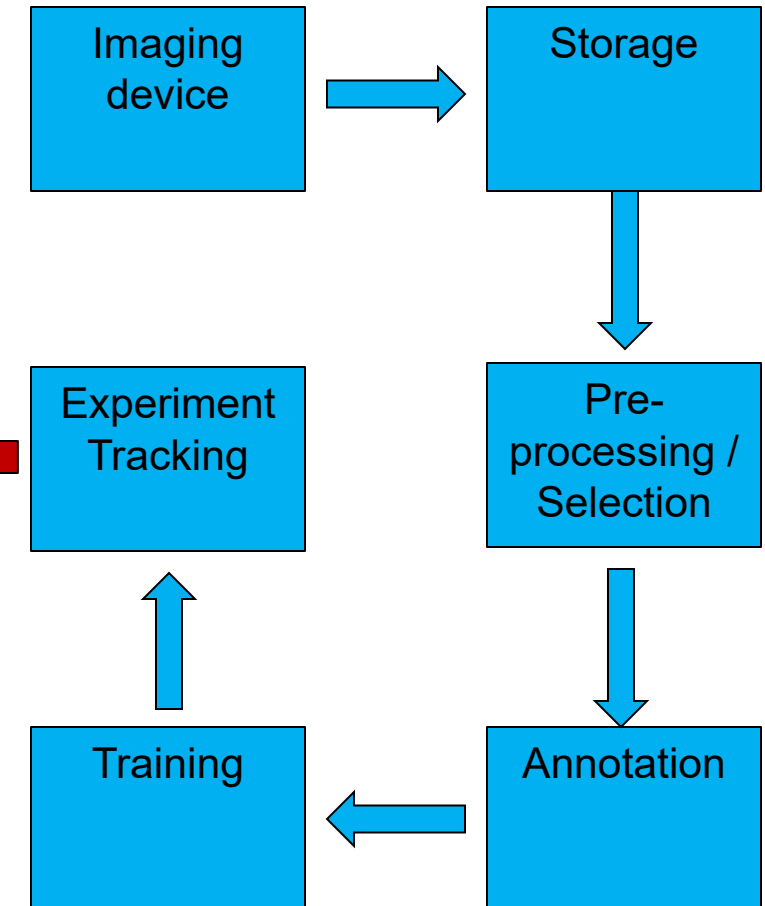 Imaging
device
Storage
Experiment
Tracking
Pre-
processing /
Selection
Training
Annotation